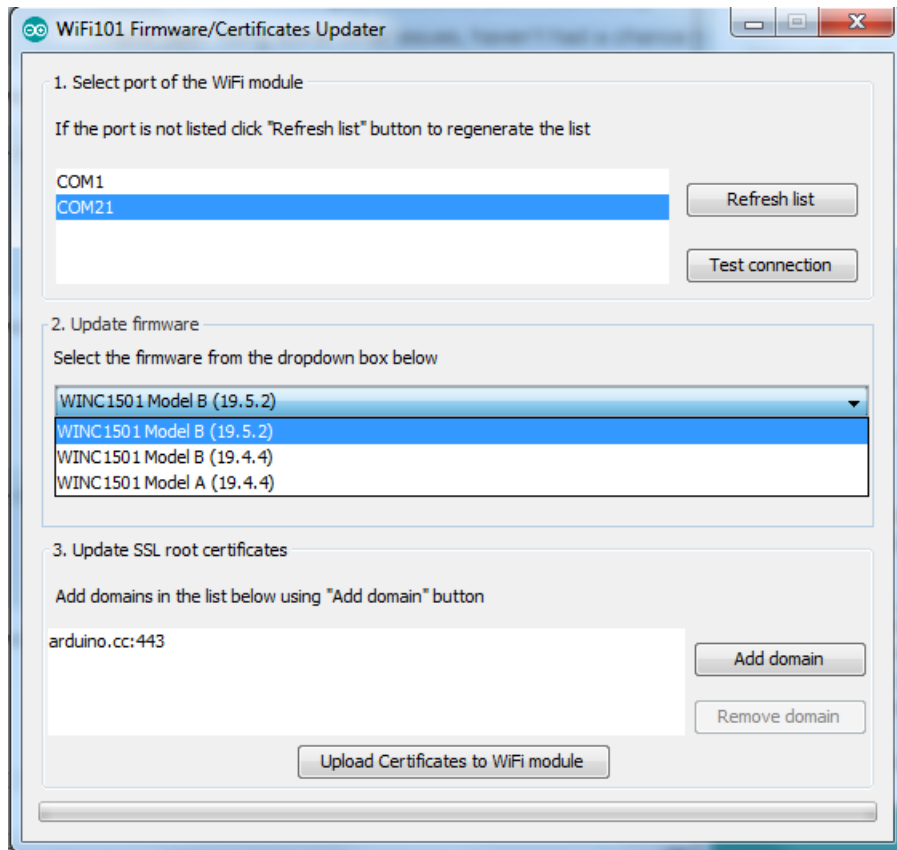 WiFi101 Firmware/Certificates Updater
1. Select port of the WiFi module
If the port is not listed click "Refresh list" button to regenerate the list
COM1
COM21
Refresh list
Test connection
2. Update firmware
Select the firmware from the dropdown box below
WINC1501 Model B (19.5.2)
WINC1501 Model B (19.5.2)
WINC1501 Model B (19.4.4)
WINC1501 Model A (19.4.4)
3. Update SSL root certificates
Add domains in the list below using "Add domain" button
arduino.cc:443
Add domain
Remove domain
Upload Certificates to WiFi module